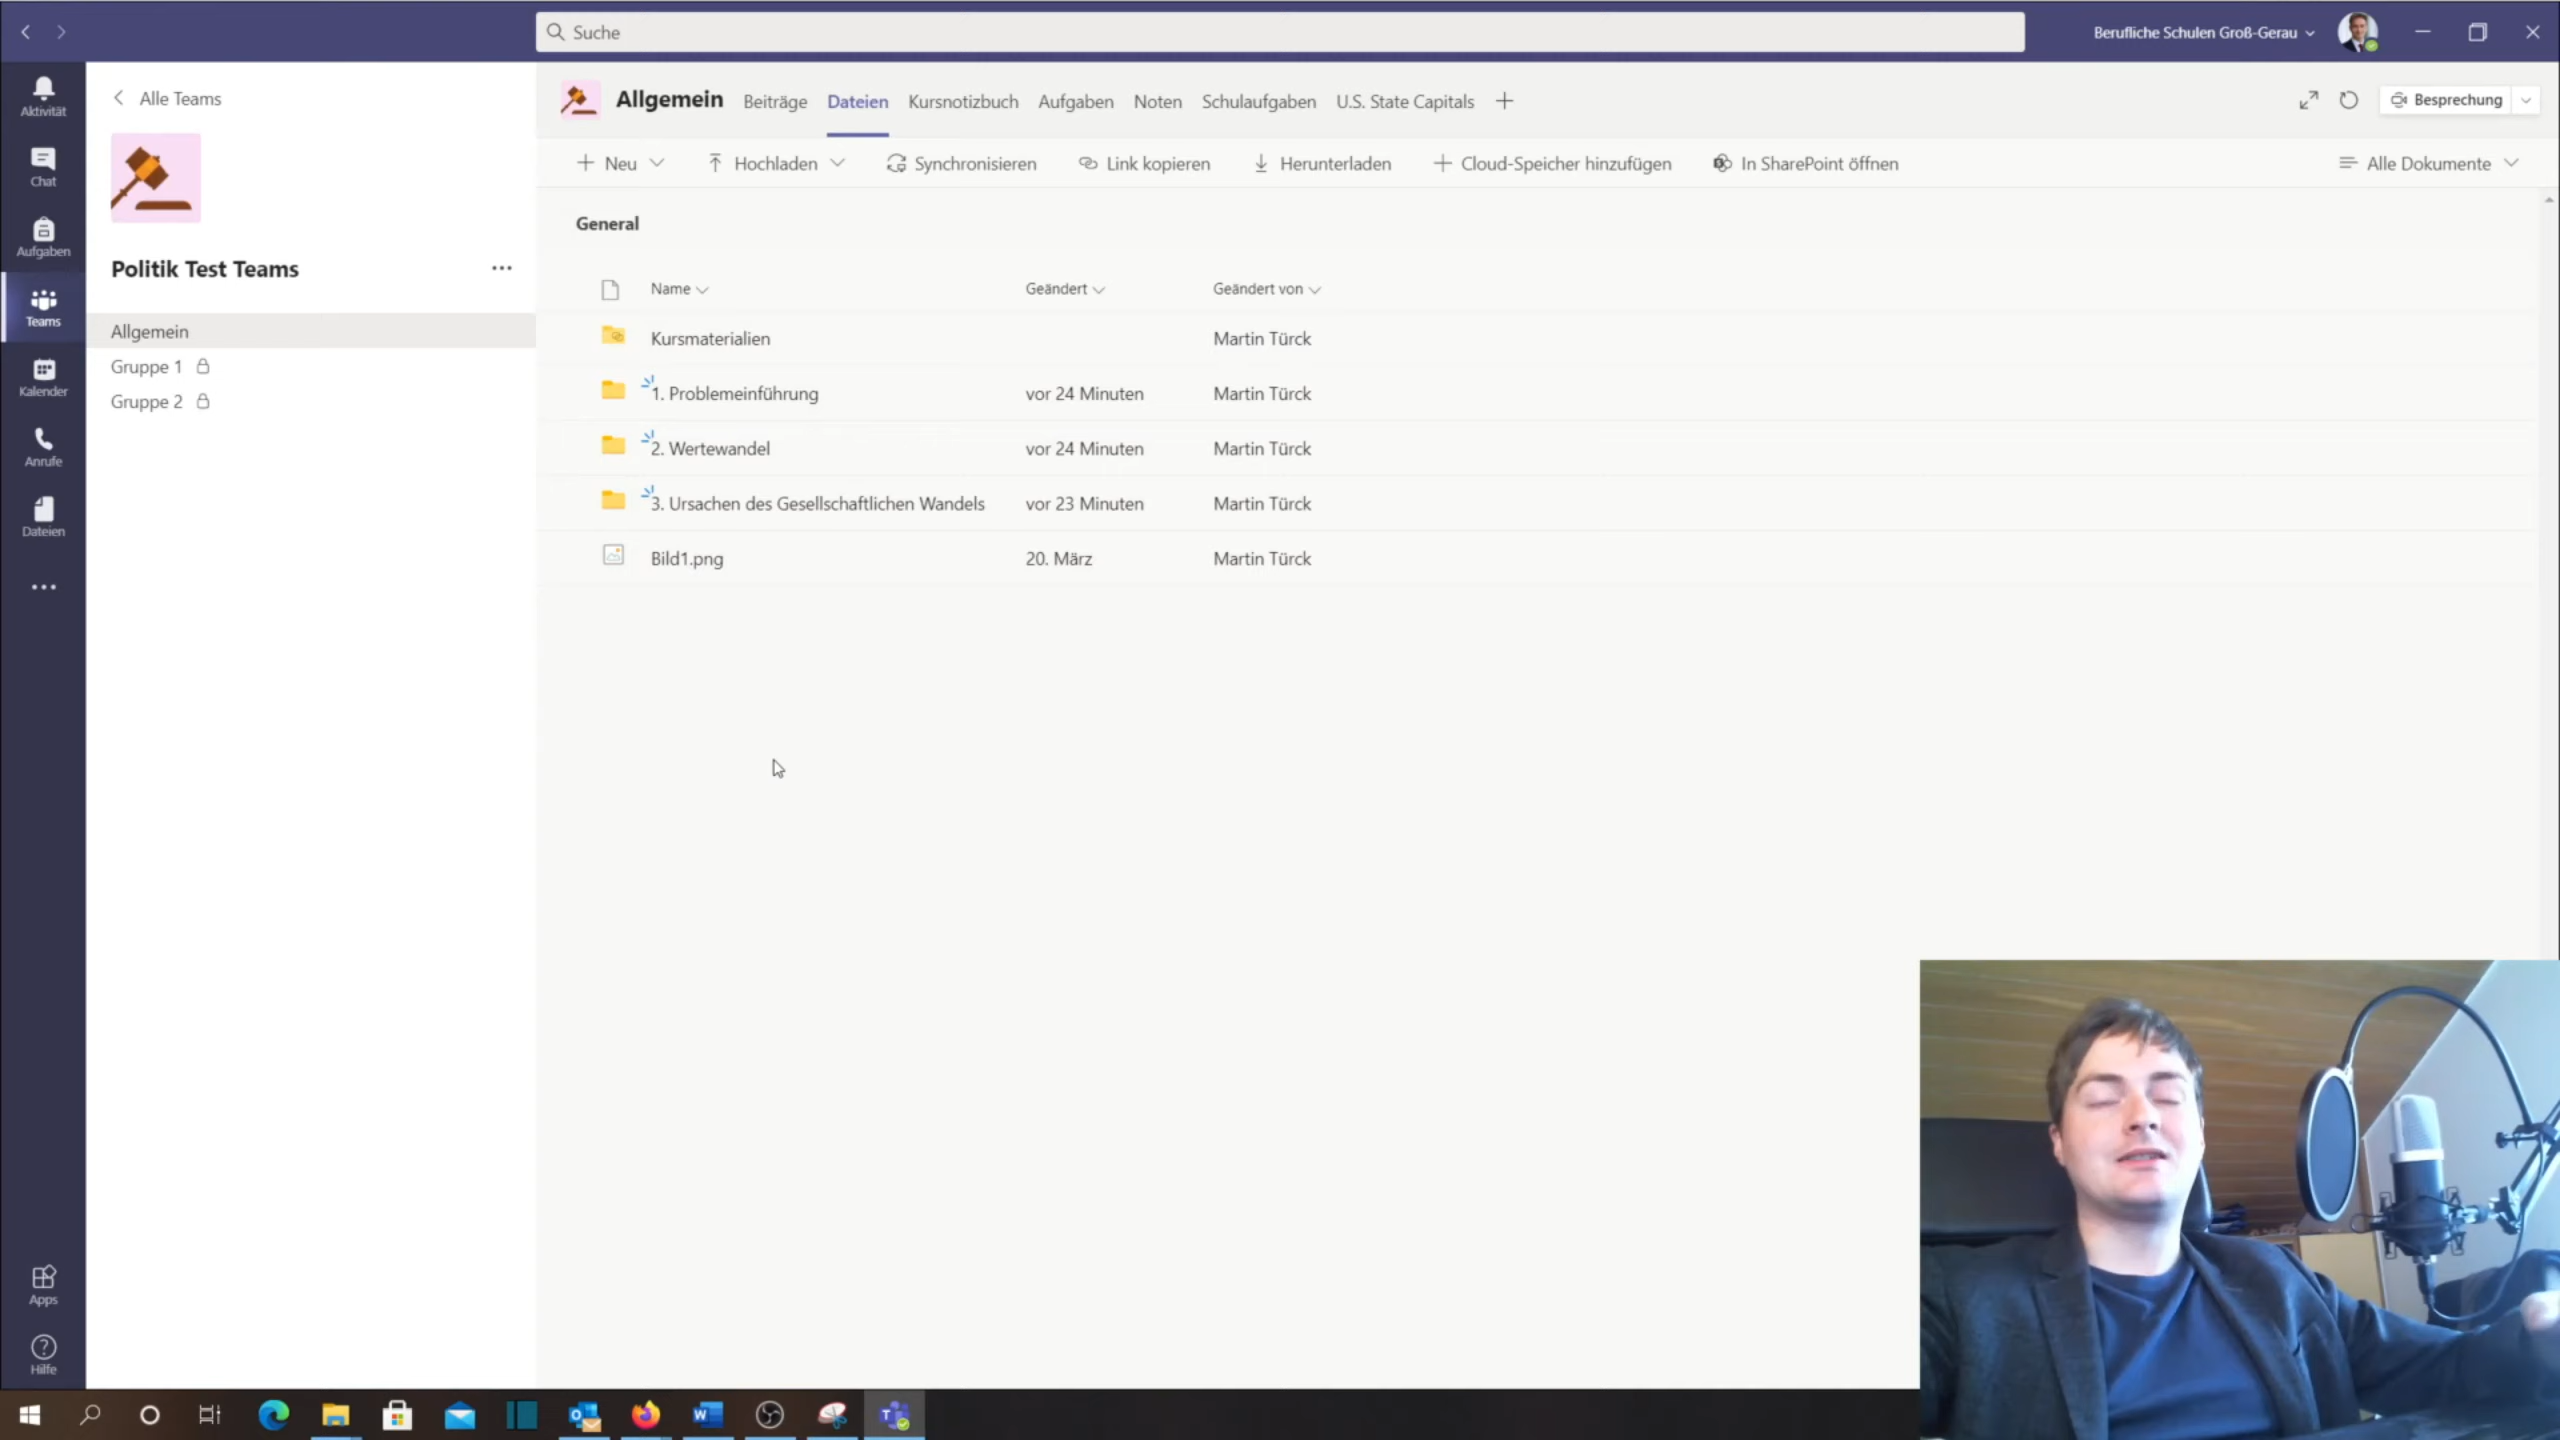 Suche
Berufliche Schulen Groß-Gerau
Aktivität
Chat
Aufgaben
Teams
Kalender
Anrufe
Dateien
Apps
Hilfe
Alle Teams
Politik Test Teams
Allgemein
Gruppe 1
Gruppe 2
Allgemein Beiträge Dateien Kursnotizbuch Aufgaben Noten Schulaufgaben U.S. State Capitals Besprechung
Neu Hochladen Synchronisieren Link kopieren Herunterladen Cloud-Speicher hinzufügen In SharePoint öffnen Alle Dokumente
General
Name Geändert Geändert von
Kursmaterialien Martin Türck
1. Problemeinführung vor 24 Minuten Martin Türck
2. Wertewandel vor 24 Minuten Martin Türck
3. Ursachen des Gesellschaftlichen Wandels vor 23 Minuten Martin Türck
Bild1.png 20. März Martin Türck